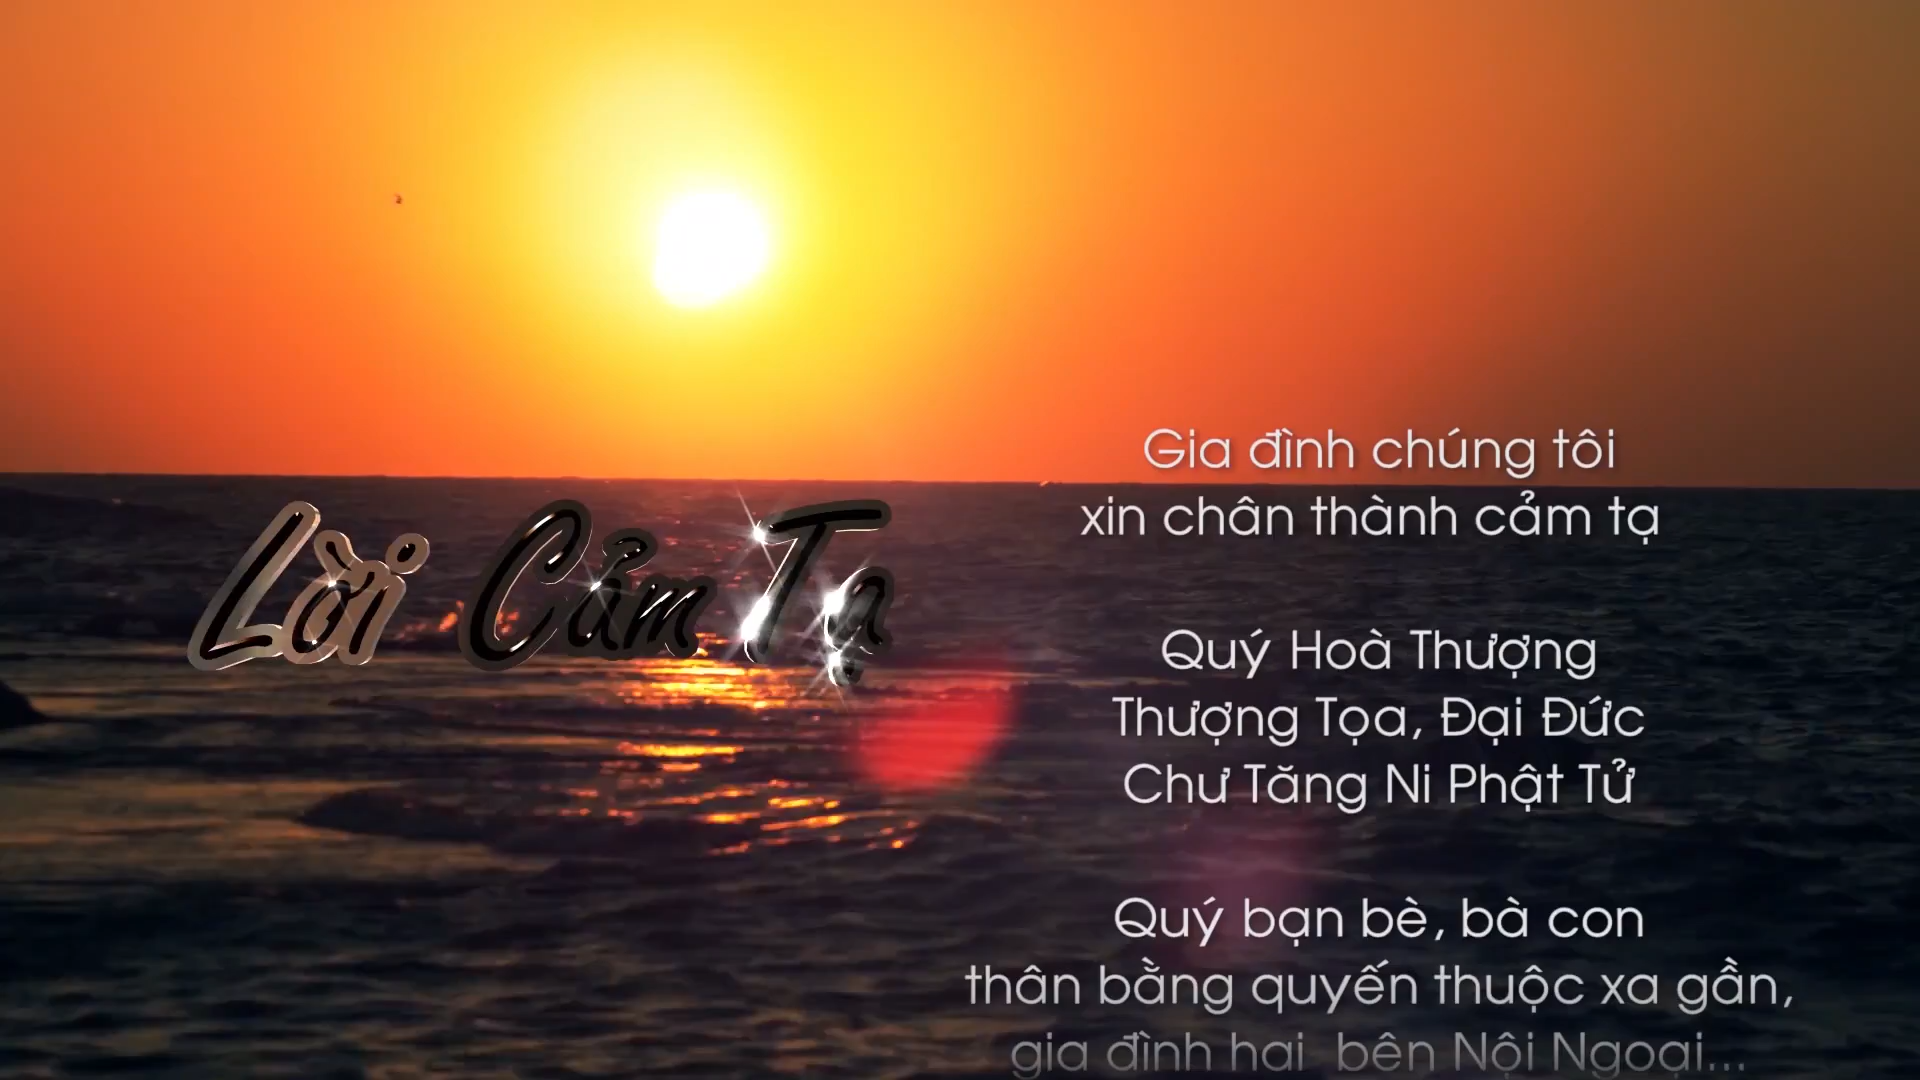 Lời Cảm Tạ
Gia đình chúng tôi
xin chân thành cảm tạ
Quý Hoà Thượng
Thượng Tọa, Đại Đức
Chư Tăng Ni Phật Tử
Quý bạn bè, bà con
thân bằng quyến thuộc xa gần,
gia đình hai bên Nội Ngoại...